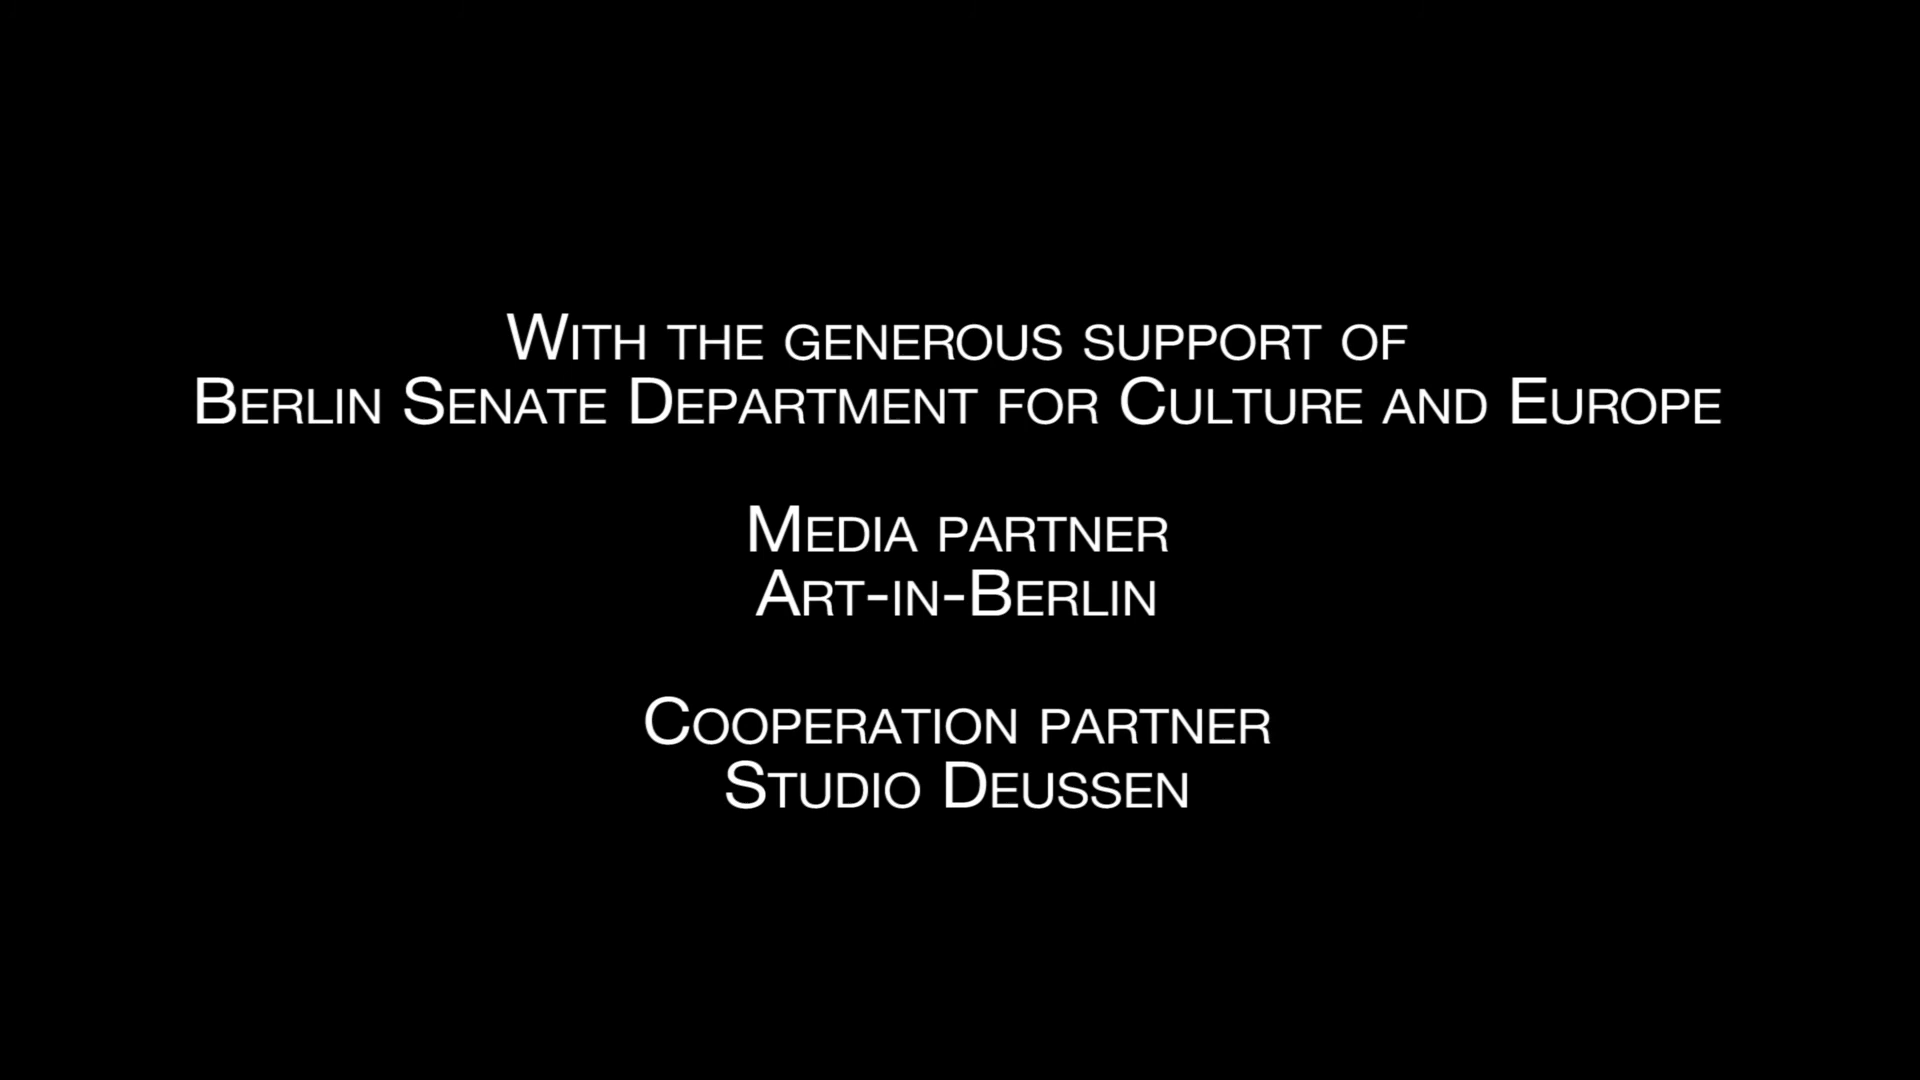 With the generous support of
Berlin Senate Department for Culture and Europe
Media partner
Art-in-Berlin
Cooperation partner
Studio Deussen